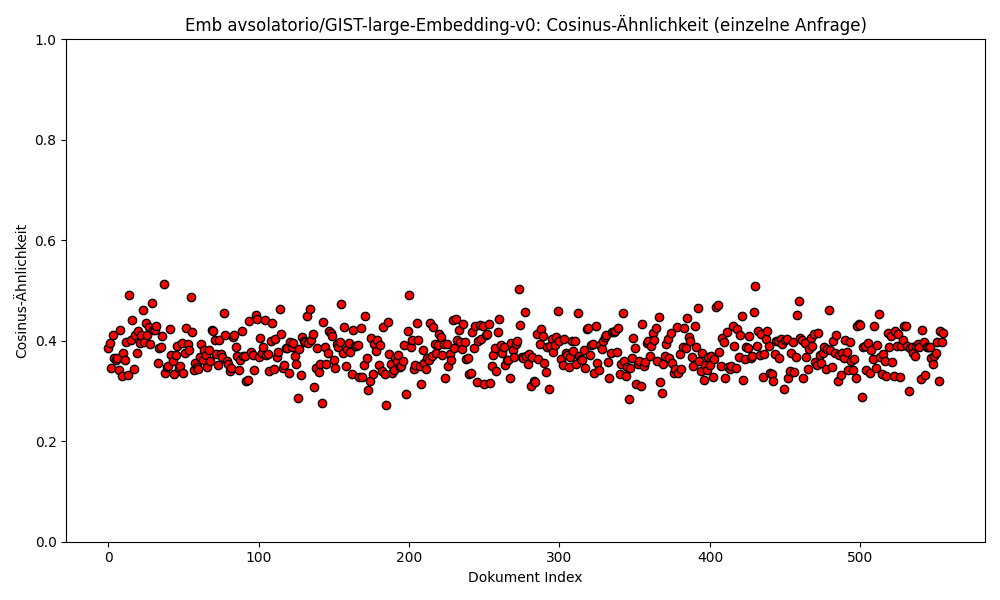 Emb avsolatorio/GIST-large-Embedding-v0: Cosinus-Ähnlichkeit (einzelne Anfrage)
1.0
0.8
0.6
0.4
0.2
0.0
Cosinus-Ähnlichkeit
0 100 200 300 400 500
Dokument Index